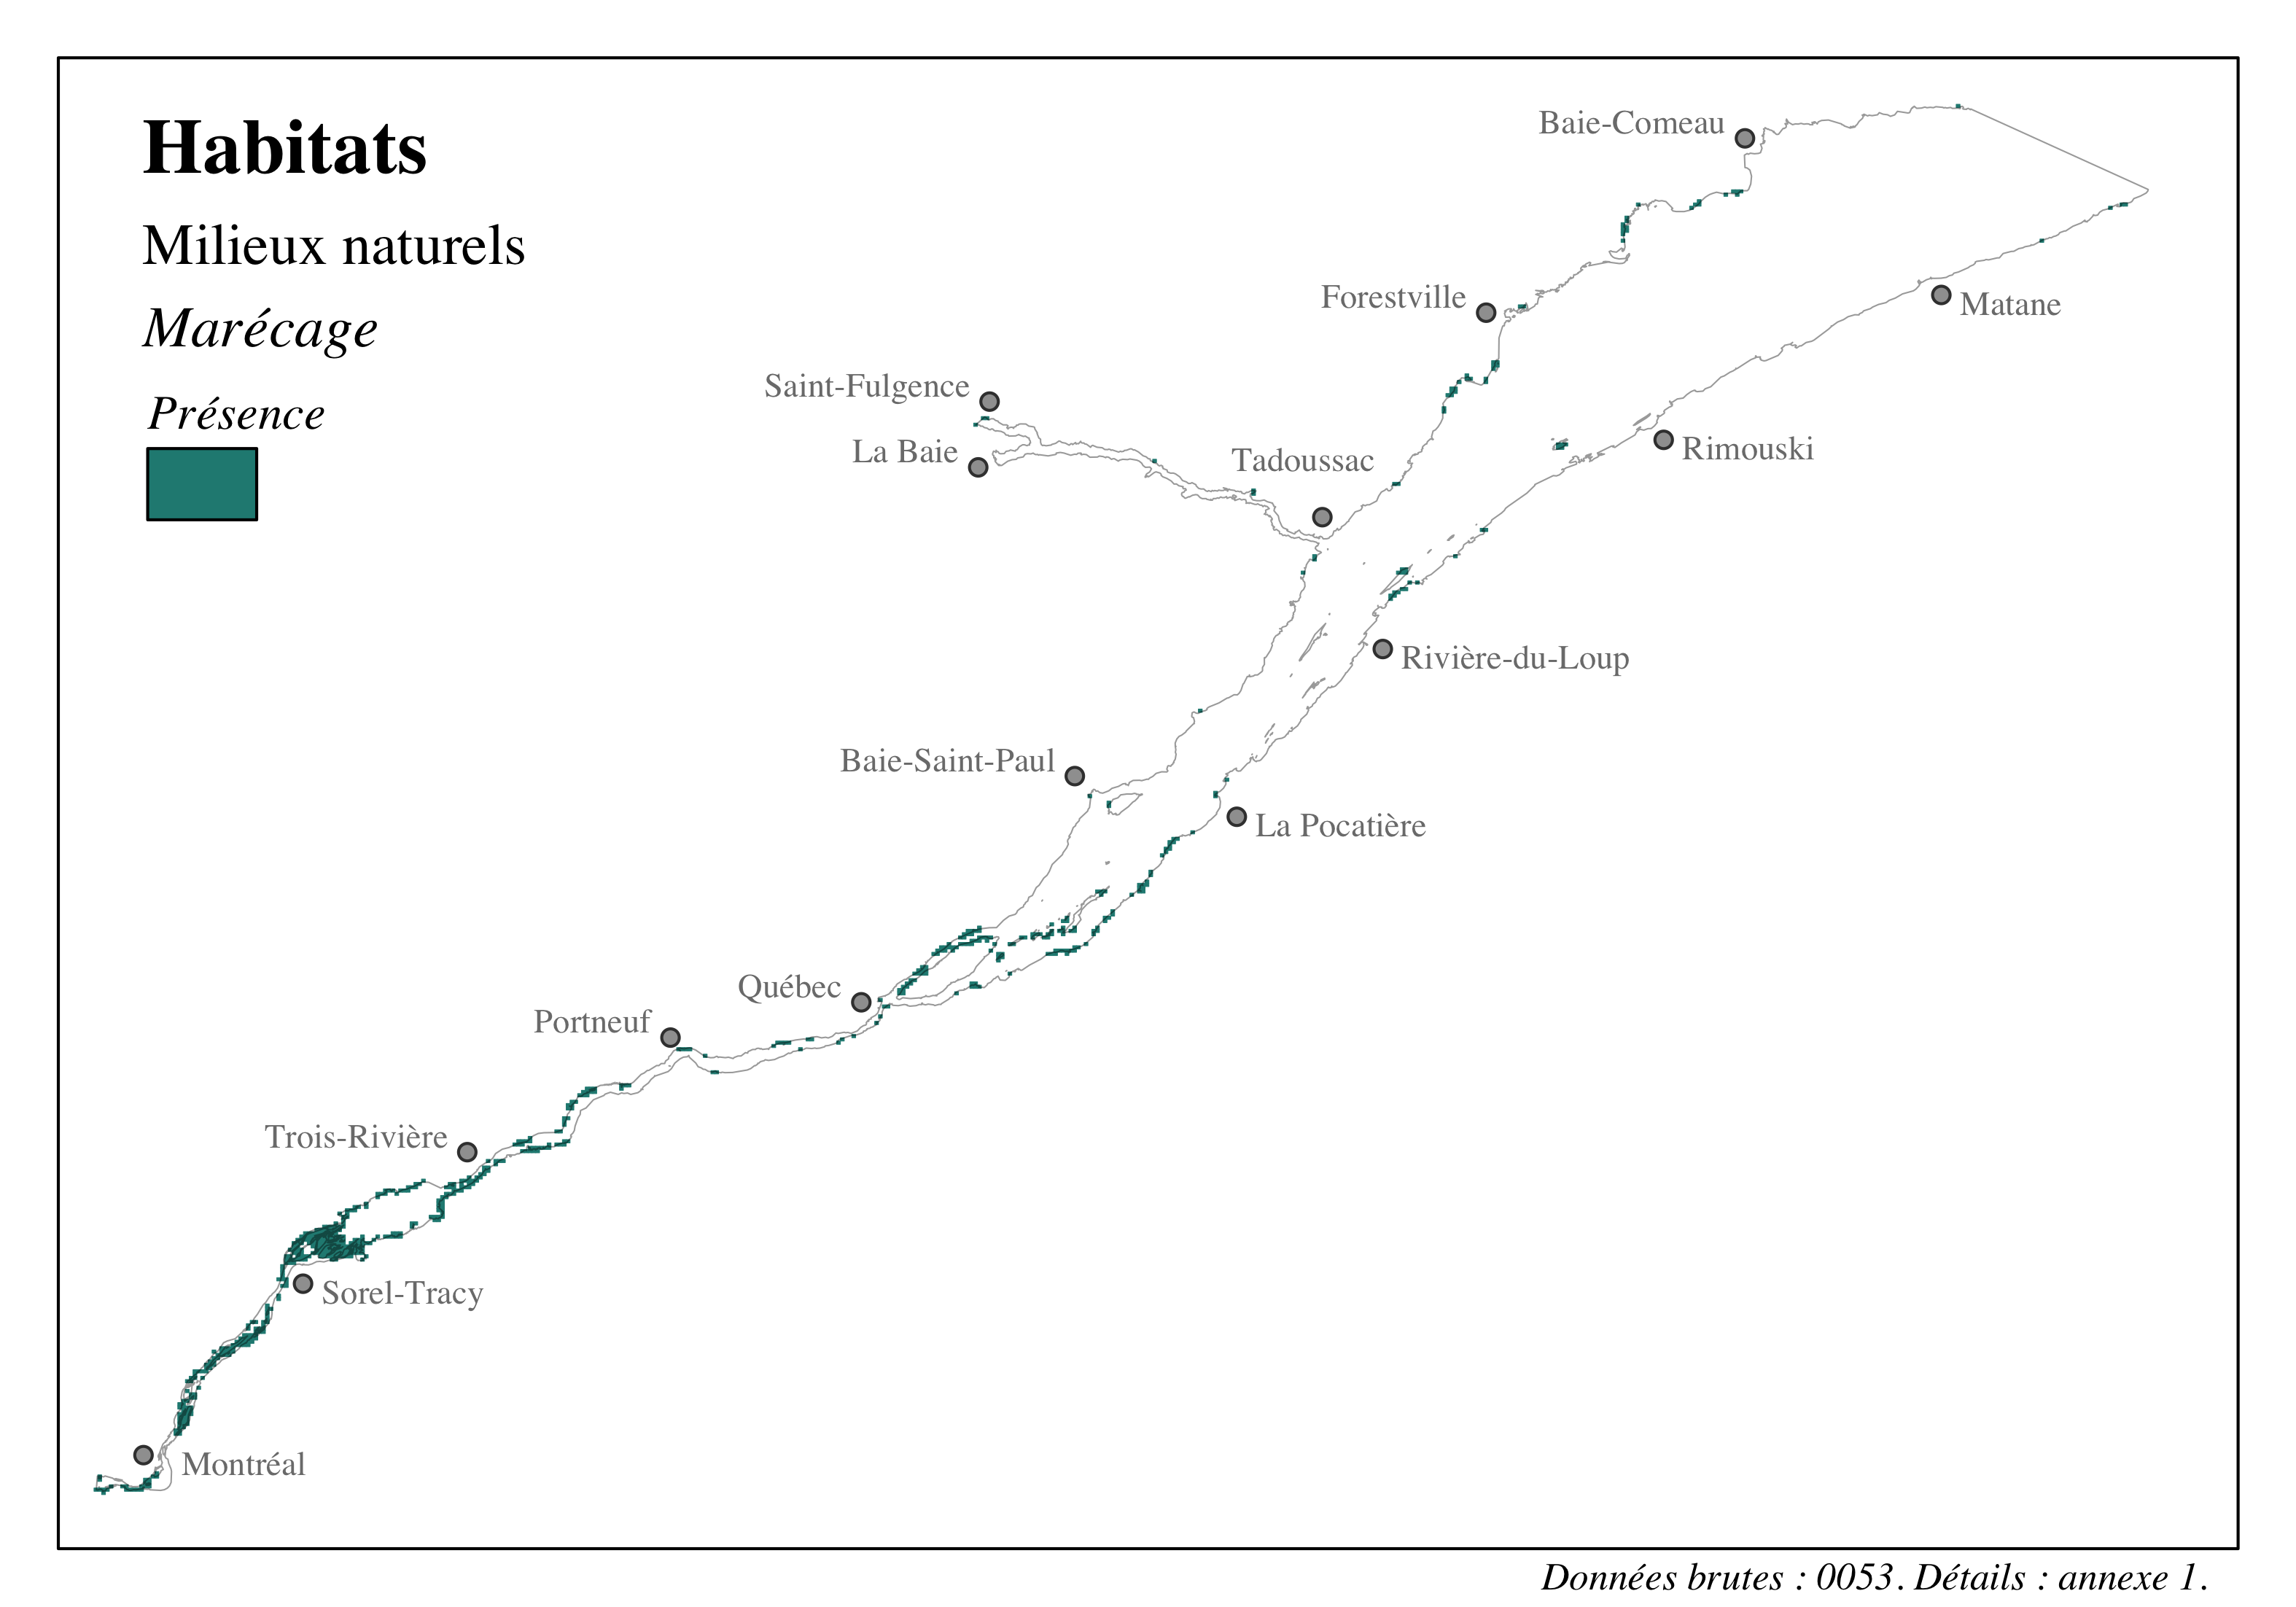 Habitats
Milieux naturels
Marécage
Présence
Baie-Comeau
Forestville
Matane
Saint-Fulgence
La Baie
Tadoussac
Rimouski
Rivière-du-Loup
Baie-Saint-Paul
La Pocatière
Québec
Portneuf
Trois-Rivière
Sorel-Tracy
Montréal
Données brutes : 0053. Détails : annexe 1.